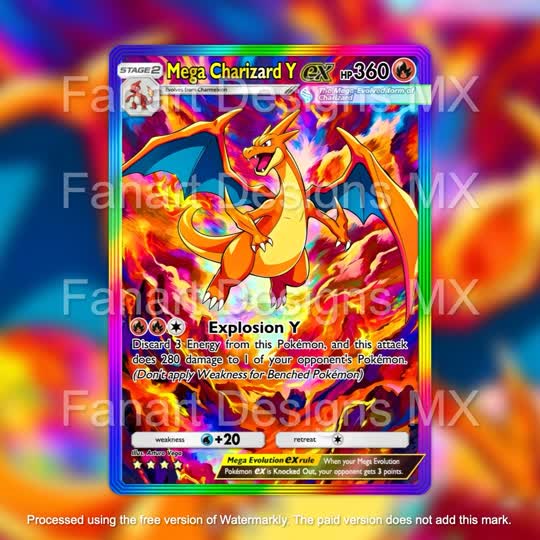 STAGE 2 Mega Charizard Y ex HP 360
Evolves from Charmeleon
The Mega Evolved form of
Charizard
Fanart Designs MX
Fanart Designs MX
Fanart Designs MX
Explosion Y
Discard 3 Energy from this Pokémon, and this attack
does 280 damage to 1 of your opponent's Pokémon.
(Don't apply Weakness for Benched Pokémon)
Fanart Designs MX
weakness +20 retreat
Illus. Arturo Vega
Mega Evolution ex rule When your Mega Evolution
Pokémon ex is Knocked Out, your opponent gets 3 points.
Processed using the free version of Watermarkly. The paid version does not add this mark.